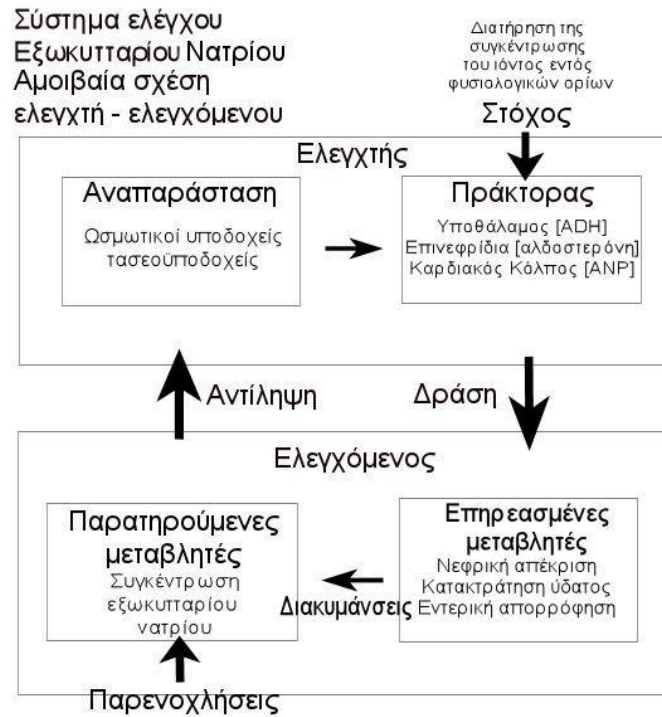 Σύστημα ελέγχου
Εξωκυτταρίου Νατρίου
Αμοιβαία σχέση
ελεγχτή - ελεγχόμενου
Διατήρηση της
συγκέντρωσης
του ιόντος εντός
φυσιολογικών ορίων
Στόχος
Ελεγχτής
Αναπαράσταση
Ωσμωτικοί υποδοχείς
τασεοϋποδοχείς
Πράκτορας
Υποθάλαμος [ADH]
Επινεφρίδια [αλδοστερόνη]
Καρδιακός Κόλπος [ANP]
Αντίληψη
Δράση
Ελεγχόμενος
Παρατηρούμενες
μεταβλητές
Συγκέντρωση
εξωκυτταρίου
νατρίου
Διακυμάνσεις
Επηρεασμένες
μεταβλητές
Νεφρική απέκριση
Κατακτράτηση ύδατος
Εντερική απορρόφηση
Παρενοχλήσεις